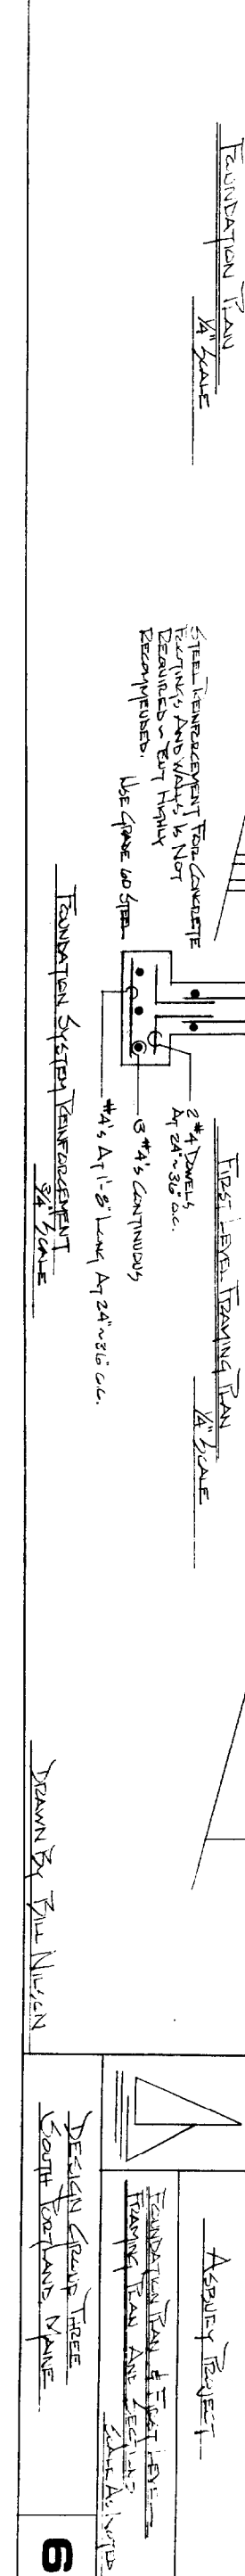 FOUNDATION PLAN
1/4" SCALE
STEEL REINFORCEMENT FOR CONCRETE
FOOTINGS AND WALLS IS NOT
REQUIRED ~ BUT HIGHLY
RECOMMENDED.
USE GRADE 60 STEEL
2 #4 DOWELS
AT 24"~36" O.C.
3 #4'S CONTINUOUS
#4'S AT 1'-8" LONG AT 24"~36" O.C.
FOUNDATION SYSTEM REINFORCEMENT
3/4" SCALE
FIRST LEVEL FRAMING PLAN
1/4" SCALE
DRAWN BY BILL NILSON
ASBURY PROJECT
FOUNDATION PLAN & FIRST LEVEL
FRAMING PLAN AND SECTIONS
SCALE AS NOTED
DESIGN GROUP THREE
SOUTH PORTLAND, MAINE
6